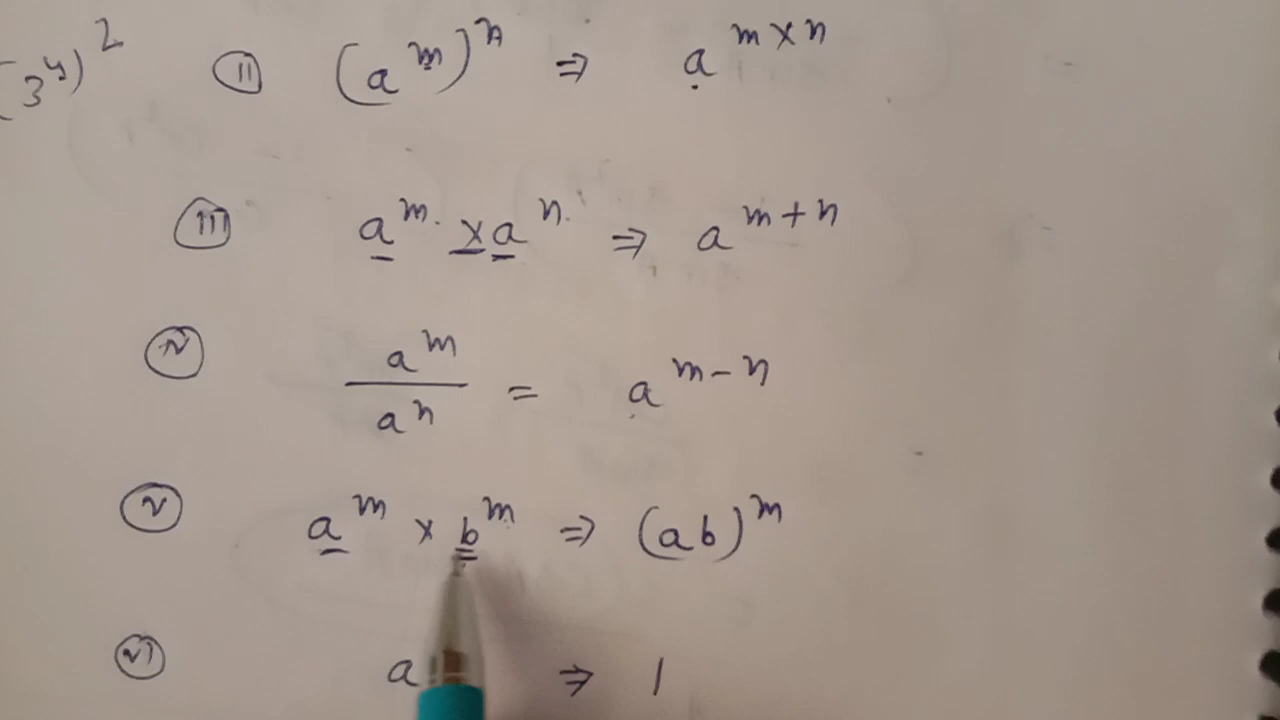 (3^4)^2 (ii) (a^m)^n ⇒ a^{m×n}
(iii) a^m × a^n ⇒ a^{m+n}
(iv) a^m / a^n = a^{m-n}
(v) a^m × b^m ⇒ (ab)^m
(vi) a ⇒ 1